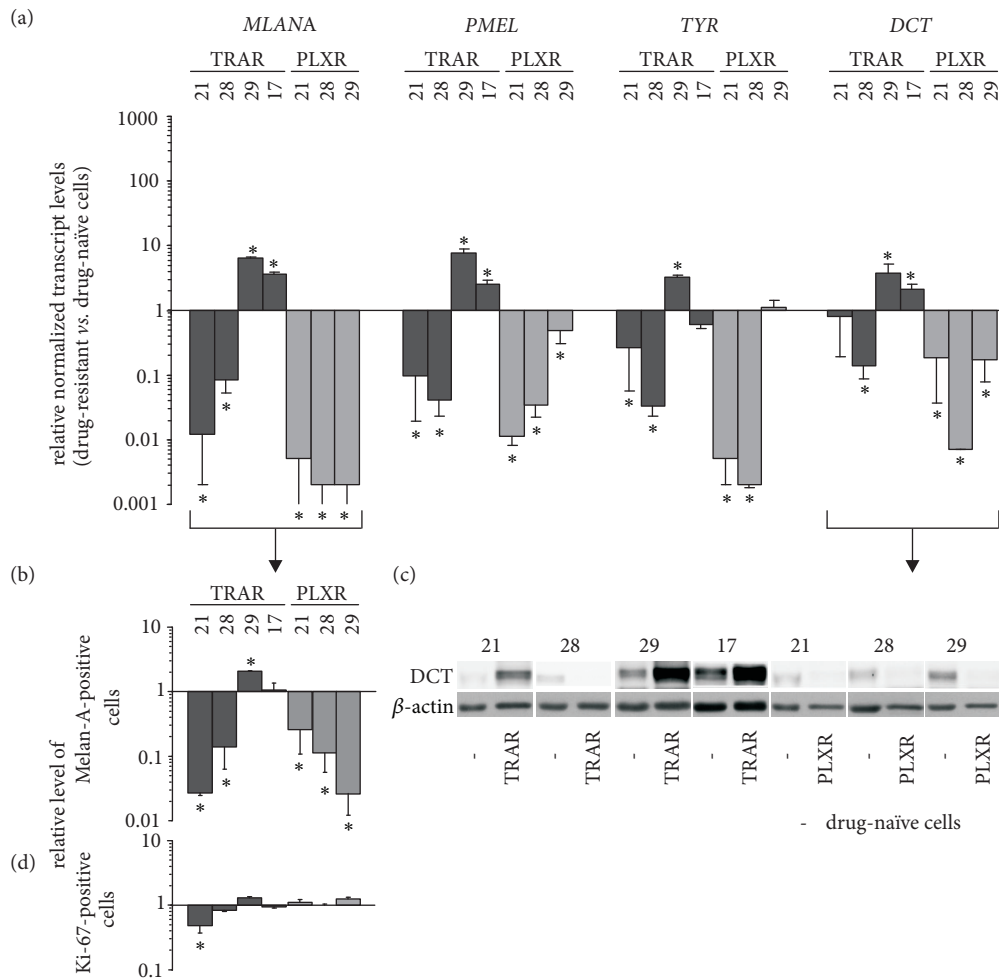 (a)
MLANA PMEL TYR DCT
TRAR PLXR TRAR PLXR TRAR PLXR TRAR PLXR
21 28 29 17 21 28 29 21 28 29 17 21 28 29 21 28 29 17 21 28 29 21 28 29 17 21 28 29
relative normalized transcript levels
(drug-resistant vs. drug-naïve cells)
1000
100
10
1
0.1
0.01
0.001
* * * * * * *
* * * * * * *
* * * * *
* * * * * *
(b)
TRAR PLXR
21 28 29 17 21 28 29
relative level of
Melan-A-positive
cells
10
1
0.1
0.01
* * * * * *
(c)
21 28 29 17 21 28 29
DCT
β-actin
- TRAR - TRAR - TRAR - TRAR - PLXR - PLXR - PLXR
- drug-naïve cells
(d)
Ki-67-positive
cells
10
1
0.1
*